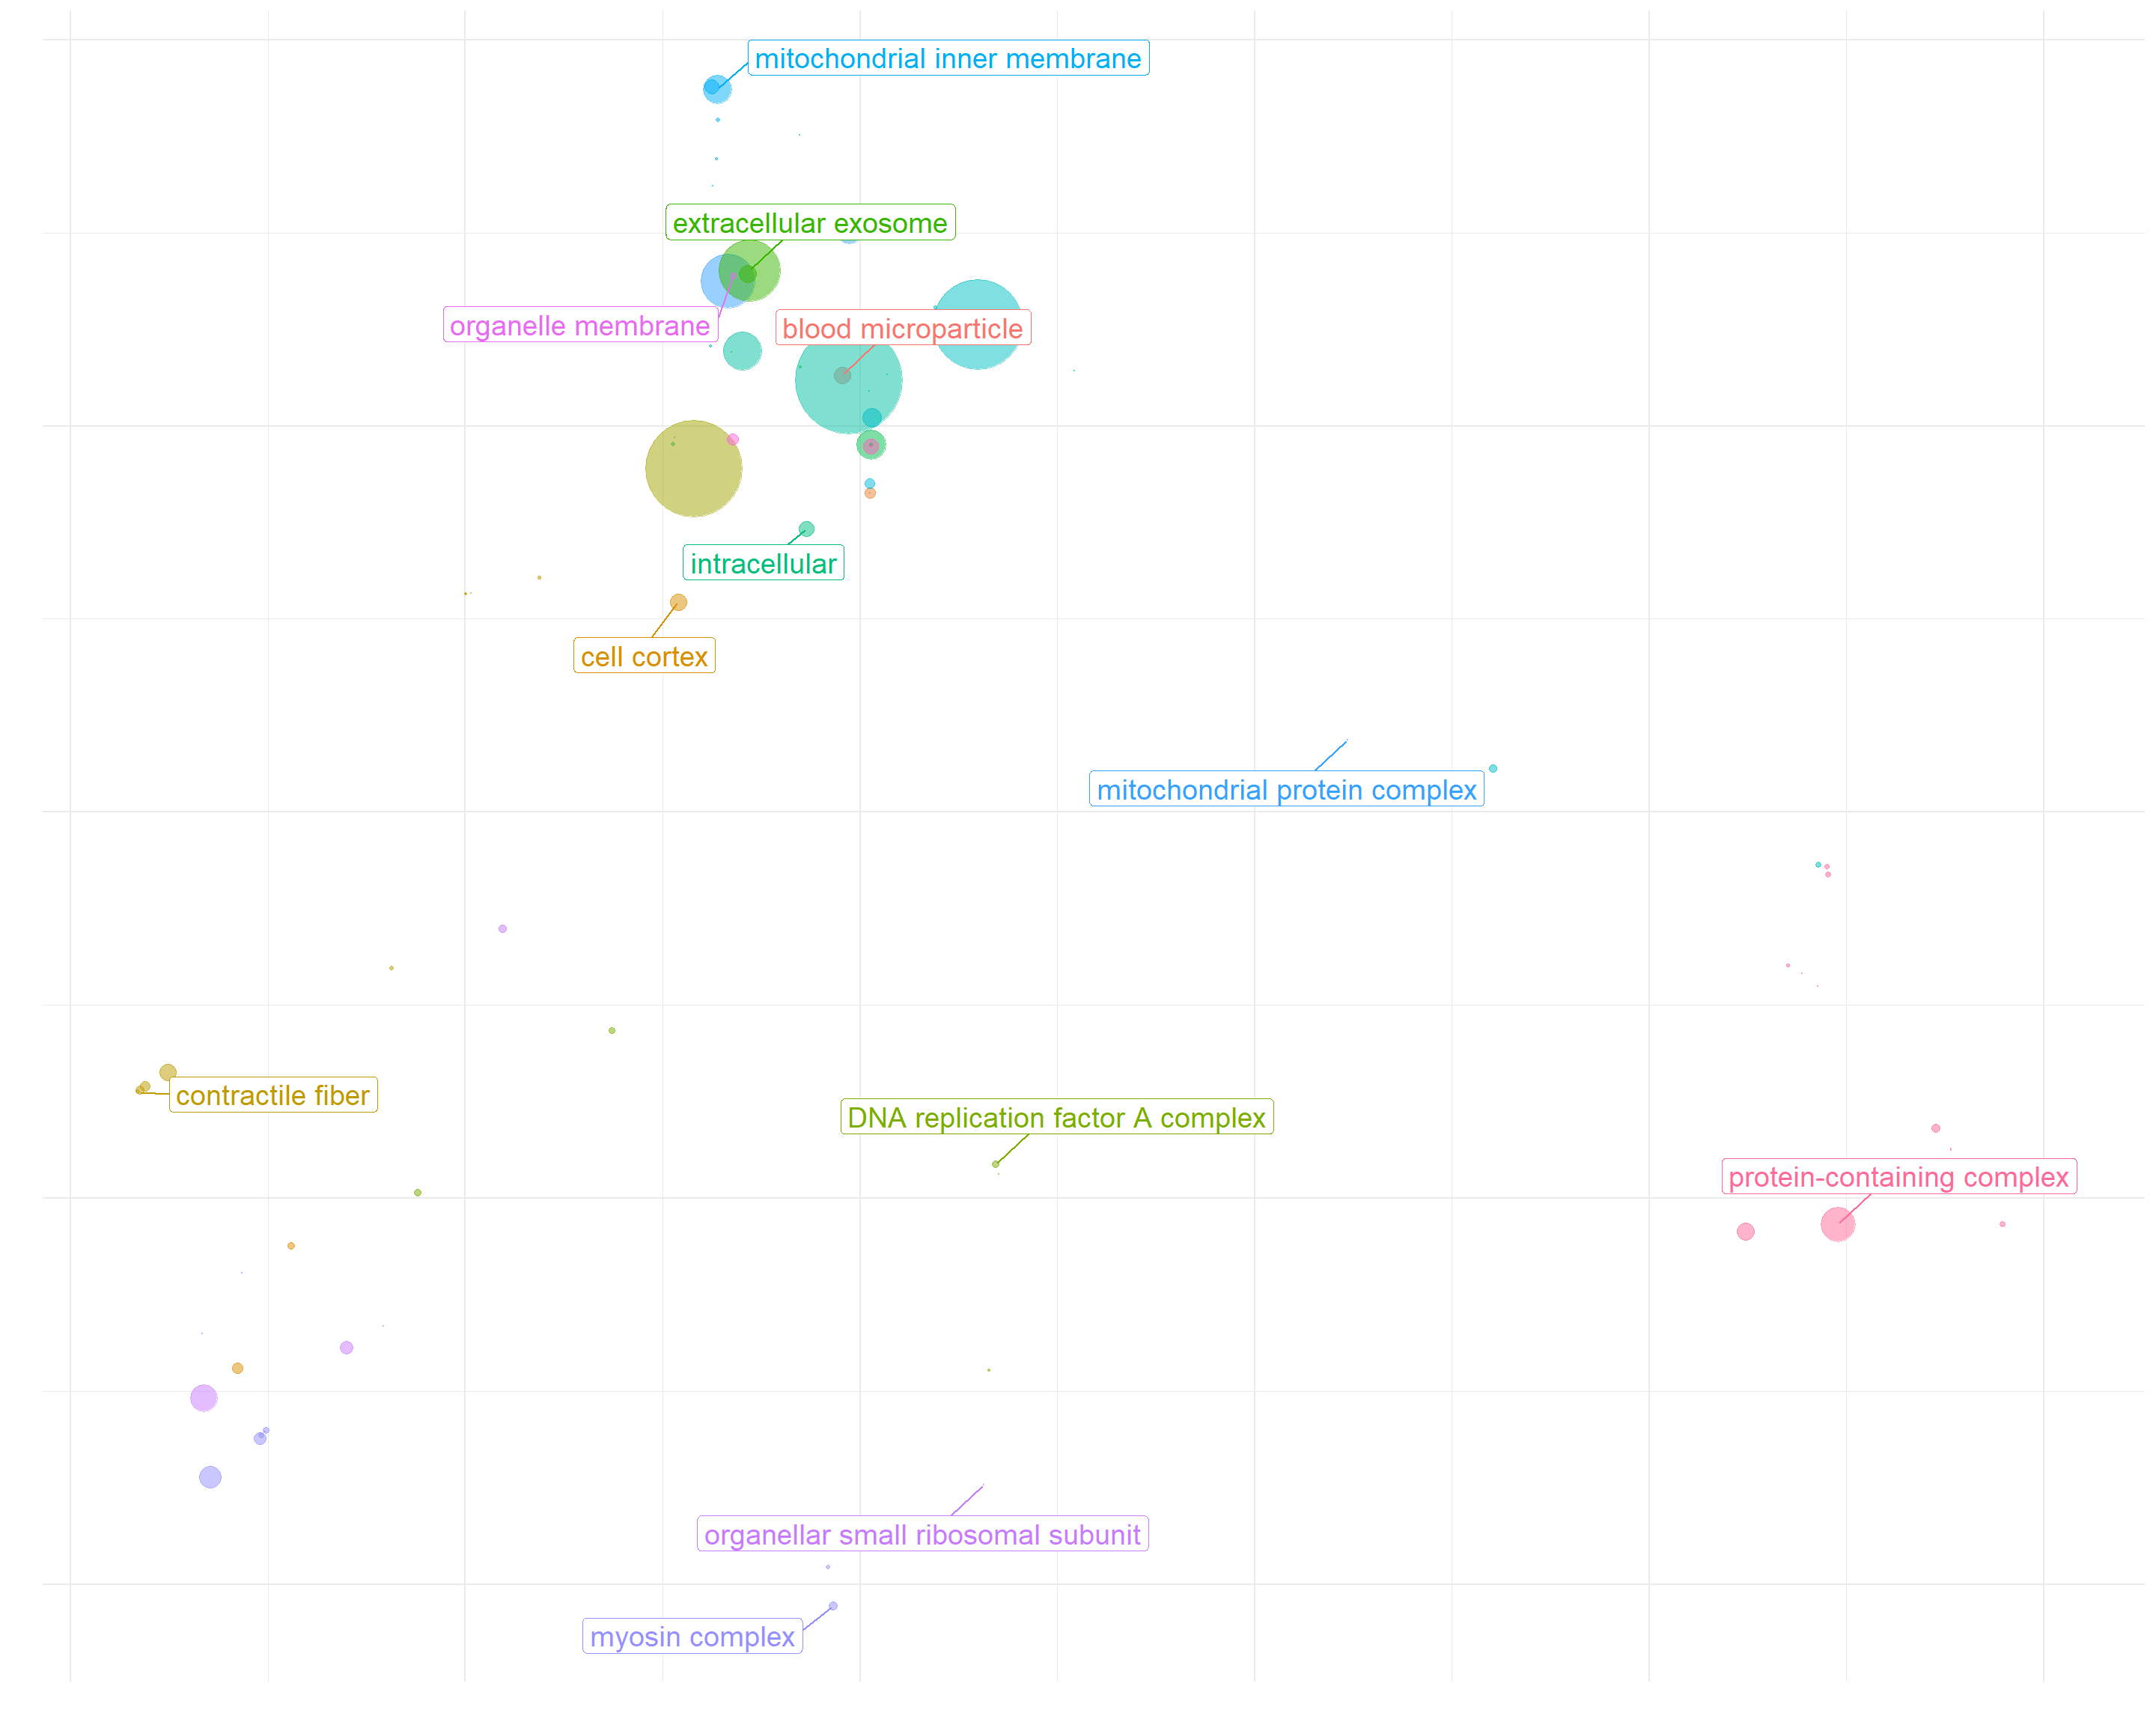 mitochondrial inner membrane
extracellular exosome
organelle membrane
blood microparticle
intracellular
cell cortex
mitochondrial protein complex
contractile fiber
DNA replication factor A complex
protein-containing complex
organellar small ribosomal subunit
myosin complex